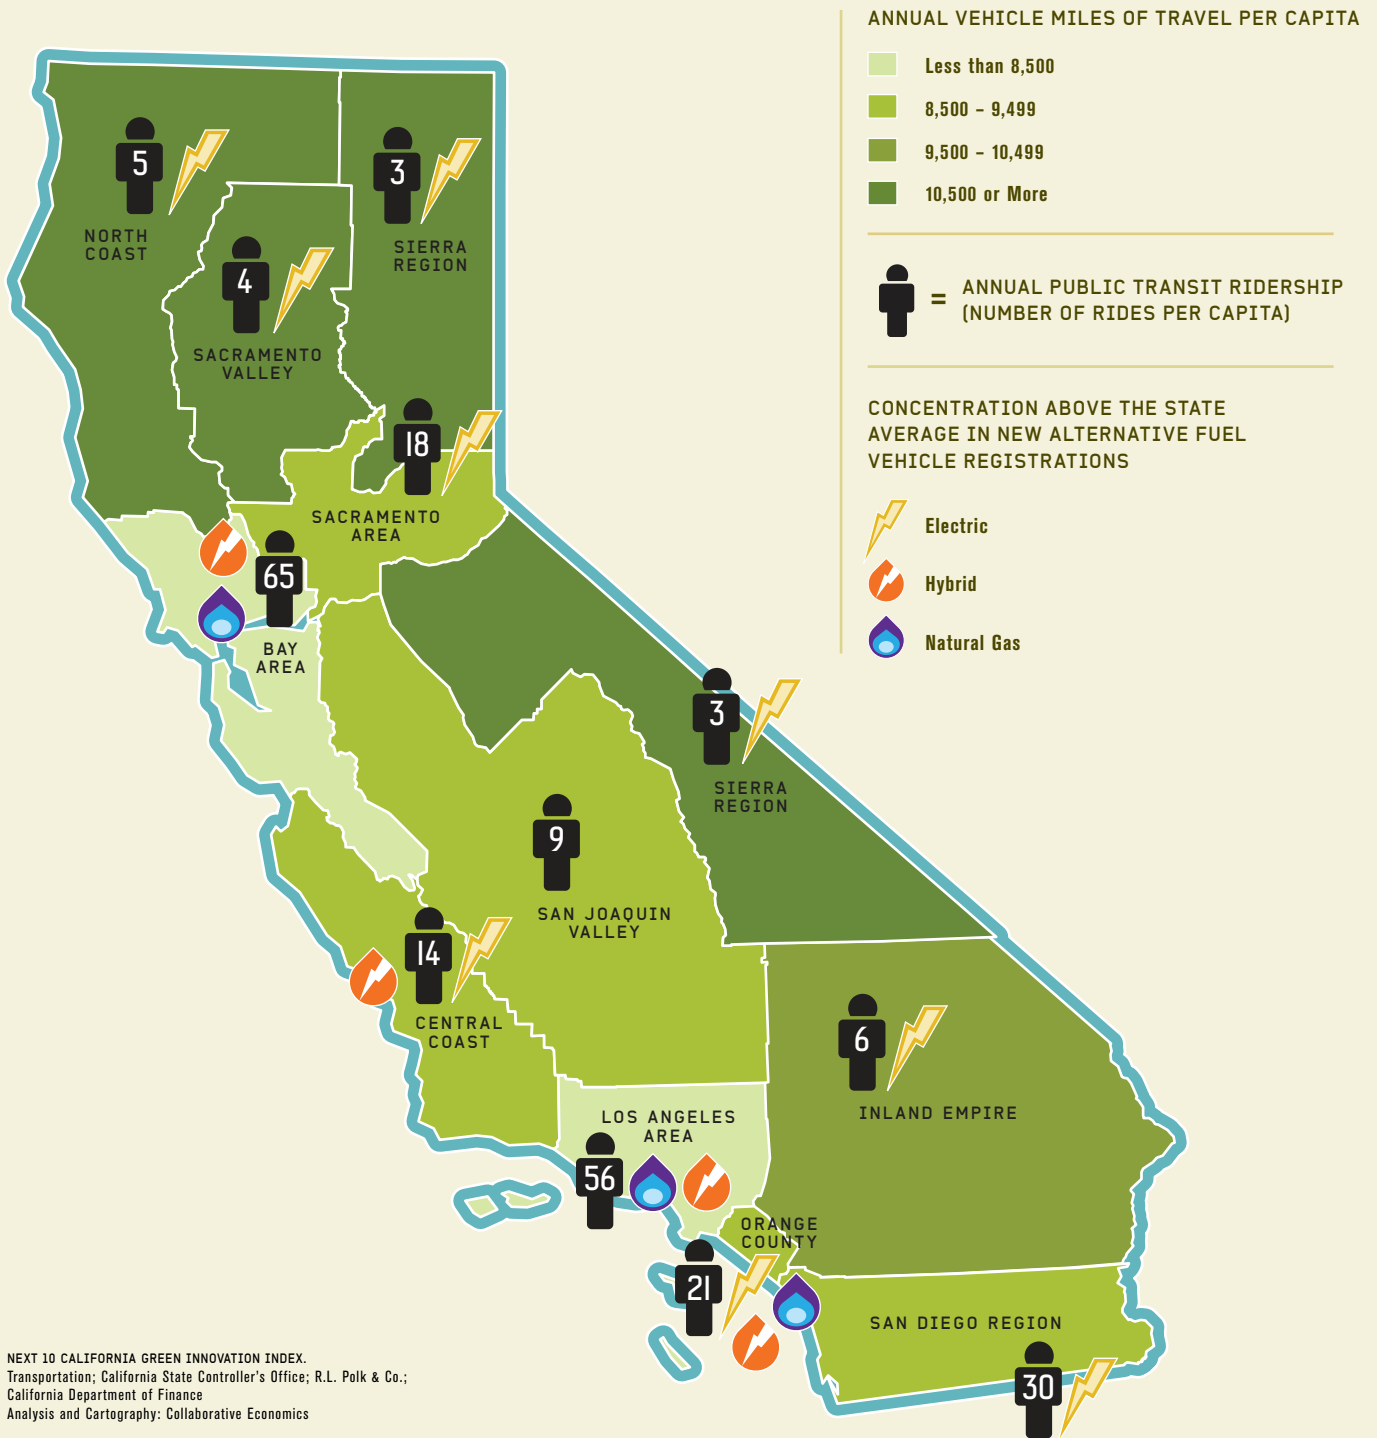 ANNUAL VEHICLE MILES OF TRAVEL PER CAPITA
Less than 8,500
8,500 – 9,499
9,500 – 10,499
10,500 or More
= ANNUAL PUBLIC TRANSIT RIDERSHIP
(NUMBER OF RIDES PER CAPITA)
CONCENTRATION ABOVE THE STATE
AVERAGE IN NEW ALTERNATIVE FUEL
VEHICLE REGISTRATIONS
Electric
Hybrid
Natural Gas
5
NORTH
COAST
3
SIERRA
REGION
4
SACRAMENTO
VALLEY
18
SACRAMENTO
AREA
65
BAY
AREA
3
SIERRA
REGION
9
SAN JOAQUIN
VALLEY
14
CENTRAL
COAST
6
INLAND EMPIRE
LOS ANGELES
AREA
56
ORANGE
COUNTY
21
SAN DIEGO REGION
30
NEXT 10 CALIFORNIA GREEN INNOVATION INDEX.
Transportation; California State Controller's Office; R.L. Polk & Co.;
California Department of Finance
Analysis and Cartography: Collaborative Economics